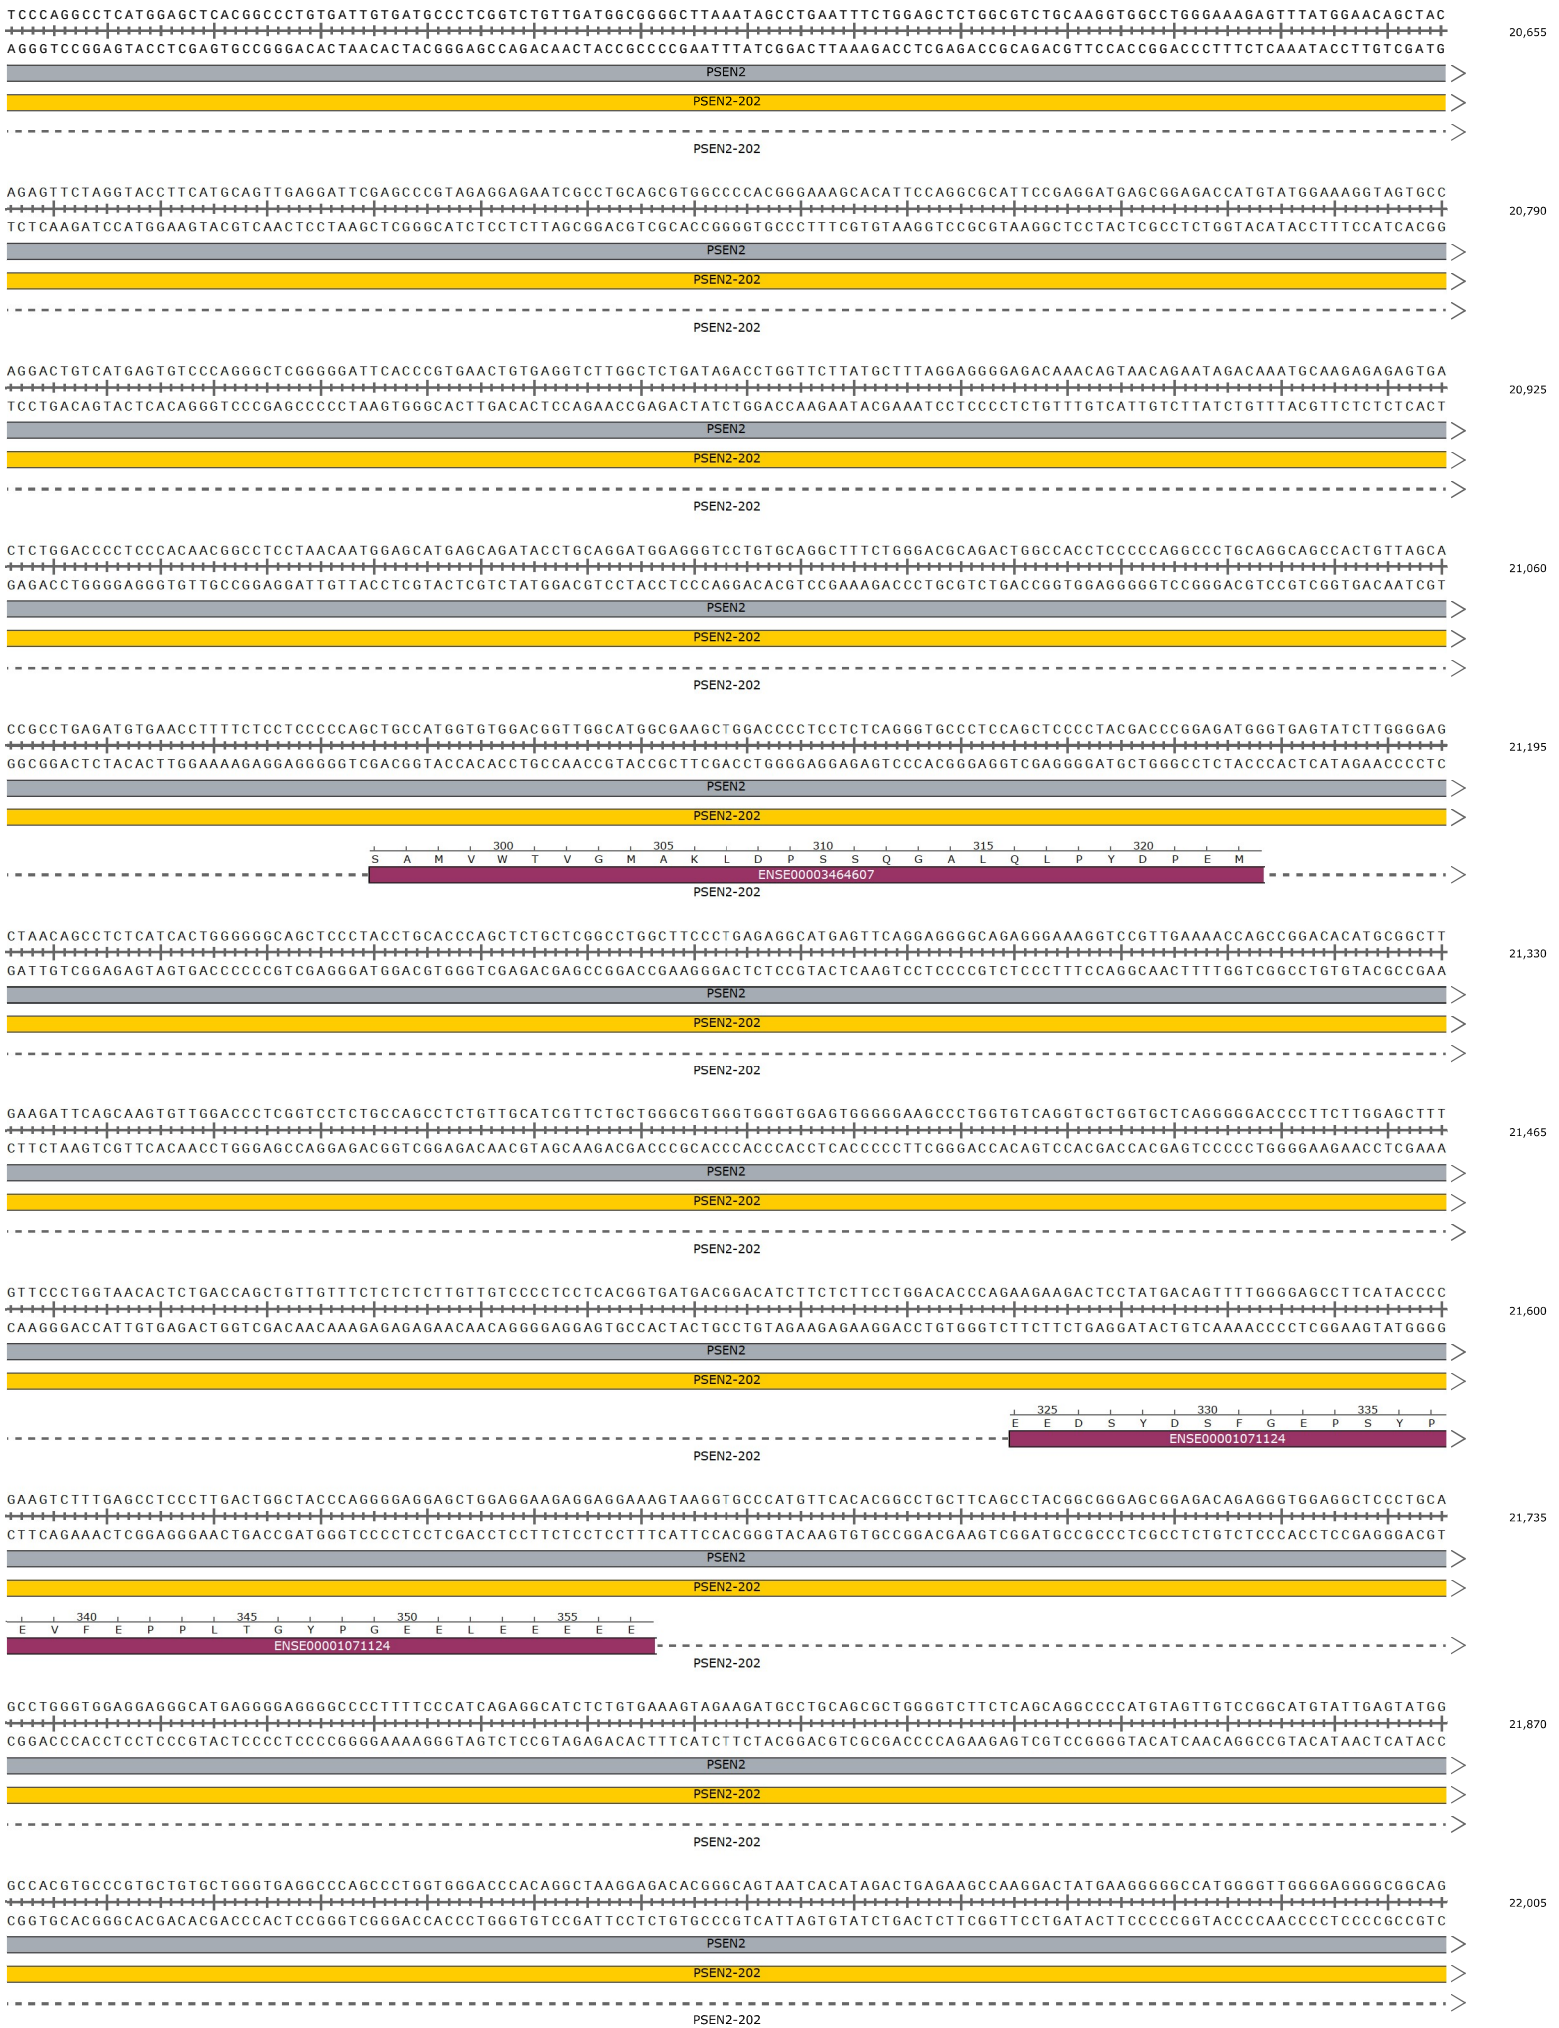 TCCCAGGCCTCATGGAGCTCACGGCCCTGTGATTGTGATGCCCTCGGTCTGTTGATGGCGGGGCTTAAATAGCCTGAATTTCTGGAGCTCTGGCGTCTGCAAGGTGGCCTGGGAAAGAGTTTATGGAACAGCTAC
20,655
AGGGTCCGGAGTACCTCGAGTGCCGGGACACTAACACTACGGGAGCCAGACAACTACCGCCCCGAATTTATCGGACTTAAAGACCTCGAGACCGCAGACGTTCCACCGGACCCTTTCTCAAATACCTTGTCGATG
PSEN2
PSEN2-202
PSEN2-202
AGAGTTCTAGGTACCTTCATGCAGTTGAGGATTCGAGCCCGTAGAGGAGAATCGCCTGCAGCGTGGCCCCACGGGAAAGCACATTCCAGGCGCATTCCGAGGATGAGCGGAGACCATGTATGGAAAGGTAGTGCC
20,790
TCTCAAGATCCATGGAAGTACGTCAACTCCTAAGCTCGGGCATCTCCTCTTAGCGGACGTCGCACCGGGGTGCCCTTTCGTGTAAGGTCCGCGTAAGGCTCCTACTCGCCTCTGGTACATACCTTTCCATCACGG
PSEN2
PSEN2-202
PSEN2-202
AGGACTGTCATGAGTGTCCCAGGGCTCGGGGGATTCACCCGTGAACTGTGAGGTCTTGGCTCTGATAGACCTGGTTCTTATGCTTTAGGAGGGGAGACAAACAGTAACAGAATAGACAAATGCAAGAGAGAGTGA
20,925
TCCTGACAGTACTCACAGGGTCCCGAGCCCCCTAAGTGGGCACTTGACACTCCAGAACCGAGACTATCTGGACCAAGAATACGAAATCCTCCCCTCTGTTTGTCATTGTCTTATCTGTTTACGTTCTCTCTCACT
PSEN2
PSEN2-202
PSEN2-202
CTCTGGACCCCTCCCACAACGGCCTCCTAACAATGGAGCATGAGCAGATACCTGCAGGATGGAGGGTCCTGTGCAGGCTTTCTGGGACGCAGACTGGCCACCTCCCCCAGGCCCTGCAGGCAGCCACTGTTAGCA
21,060
GAGACCTGGGGAGGGTGTTGCCGGAGGATTGTTACCTCGTACTCGTCTATGGACGTCCTACCTCCCAGGACACGTCCGAAAGACCCTGCGTCTGACCGGTGGAGGGGGTCCGGGACGTCCGTCGGTGACAATCGT
PSEN2
PSEN2-202
PSEN2-202
CCGCCTGAGATGTGAACCTTTTCTCCTCCCCCAGCTGCCATGGTGTGGACGGTTGGCATGGCGAAGCTGGACCCCTCCTCTCAGGGTGCCCTCCAGCTCCCCTACGACCCGGAGATGGGTGAGTATCTTGGGGAG
21,195
GGCGGACTCTACACTTGGAAAAGAGGAGGGGGTCGACGGTACCACACCTGCCAACCGTACCGCTTCGACCTGGGGAGGAGAGTCCCACGGGAGGTCGAGGGGATGCTGGGCCTCTACCCACTCATAGAACCCCTC
PSEN2
PSEN2-202
300 305 310 315 320
S A M V W T V G M A K L D P S S Q G A L Q L P Y D P E M
ENSE00003464607
PSEN2-202
CTAACAGCCTCTCATCACTGGGGGGCAGCTCCCTACCTGCACCCAGCTCTGCTCGGCCTGGCTTCCCTGAGAGGCATGAGTTCAGGAGGGGCAGAGGGAAAGGTCCGTTGAAAACCAGCCGGACACATGCGGCTT
21,330
GATTGTCGGAGAGTAGTGACCCCCCGTCGAGGGATGGACGTGGGTCGAGACGAGCCGGACCGAAGGGACTCTCCGTACTCAAGTCCTCCCCGTCTCCCTTTCCAGGCAACTTTTGGTCGGCCTGTGTACGCCGAA
PSEN2
PSEN2-202
PSEN2-202
GAAGATTCAGCAAGTGTTGGACCCTCGGTCCTCTGCCAGCCTCTGTTGCATCGTTCTGCTGGGCGTGGGTGGGTGGAGTGGGGGAAGCCCTGGTGTCAGGTGCTGGTGCTCAGGGGGACCCCTTCTTGGAGCTTT
21,465
CTTCTAAGTCGTTCACAACCTGGGAGCCAGGAGACGGTCGGAGACAACGTAGCAAGACGACCCGCACCCACCCACCTCACCCCCTTCGGGACCACAGTCCACGACCACGAGTCCCCCTGGGGAAGAACCTCGAAA
PSEN2
PSEN2-202
PSEN2-202
GTTCCCTGGTAACACTCTGACCAGCTGTTGTTTCTCTCTCTTGTTGTCCCCTCCTCACGGTGATGACGGACATCTTCTCTTCCTGGACACCCAGAAGAAGACTCCTATGACAGTTTTGGGGAGCCTTCATACCCC
21,600
CAAGGGACCATTGTGAGACTGGTCGACAACAAAGAGAGAGAACAACAGGGGAGGAGTGCCACTACTGCCTGTAGAAGAGAAGGACCTGTGGGTCTTCTTCTGAGGATACTGTCAAAACCCCTCGGAAGTATGGGG
PSEN2
PSEN2-202
325 330 335
E E D S Y D S F G E P S Y P
ENSE00001071124
PSEN2-202
GAAGTCTTTGAGCCTCCCTTGACTGGCTACCCAGGGGAGGAGCTGGAGGAAGAGGAGGAAAGTAAGGTGCCCATGTTCACACGGCCTGCTTCAGCCTACGGCGGGAGCGGAGACAGAGGGTGGAGGCTCCCTGCA
21,735
CTTCAGAAACTCGGAGGGAACTGACCGATGGGTCCCCTCCTCGACCTCCTTCTCCTCCTTTCATTCCACGGGTACAAGTGTGCCGGACGAAGTCGGATGCCGCCCTCGCCTCTGTCTCCCACCTCCGAGGGACGT
PSEN2
PSEN2-202
340 345 350 355
E V F E P P L T G Y P G E E L E E E E E
ENSE00001071124
PSEN2-202
GCCTGGGTGGAGGAGGGCATGAGGGGAGGGGCCCCTTTTCCCATCAGAGGCATCTCTGTGAAAGTAGAAGATGCCTGCAGCGCTGGGGTCTTCTCAGCAGGCCCCATGTAGTTGTCCGGCATGTATTGAGTATGG
21,870
CGGACCCACCTCCTCCCGTACTCCCCTCCCCGGGGAAAAGGGTAGTCTCCGTAGAGACACTTTCATCTTCTACGGACGTCGCGACCCCAGAAGAGTCGTCCGGGGTACATCAACAGGCCGTACATAACTCATACC
PSEN2
PSEN2-202
PSEN2-202
GCCACGTGCCCGTGCTGTGCTGGGTGAGGCCCAGCCCTGGTGGGACCCACAGGCTAAGGAGACACGGGCAGTAATCACATAGACTGAGAAGCCAAGGACTATGAAGGGGGCCATGGGGTTGGGGAGGGGCGGCAG
22,005
CGGTGCACGGGCACGACACGACCCACTCCGGGTCGGGACCACCCTGGGTGTCCGATTCCTCTGTGCCCGTCATTAGTGTATCTGACTCTTCGGTTCCTGATACTTCCCCCGGTACCCCAACCCCTCCCCGCCGTC
PSEN2
PSEN2-202
PSEN2-202